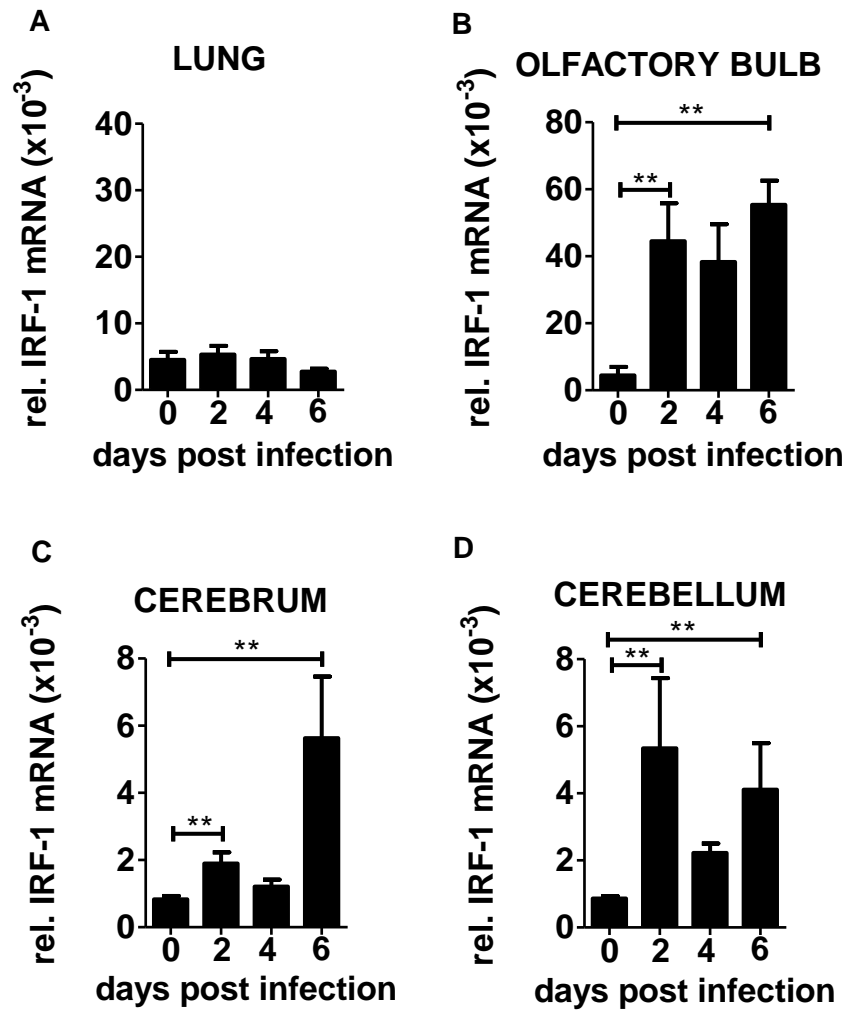 A
LUNG
rel. IRF-1 mRNA (x10⁻³)
40
30
20
10
0
0 2 4 6
days post infection
B
OLFACTORY BULB
rel. IRF-1 mRNA (x10⁻³)
80
60
40
20
0
**
**
0 2 4 6
days post infection
C
CEREBRUM
rel. IRF-1 mRNA (x10⁻³)
8
6
4
2
0
**
**
0 2 4 6
days post infection
D
CEREBELLUM
rel. IRF-1 mRNA (x10⁻³)
8
6
4
2
0
**
**
0 2 4 6
days post infection